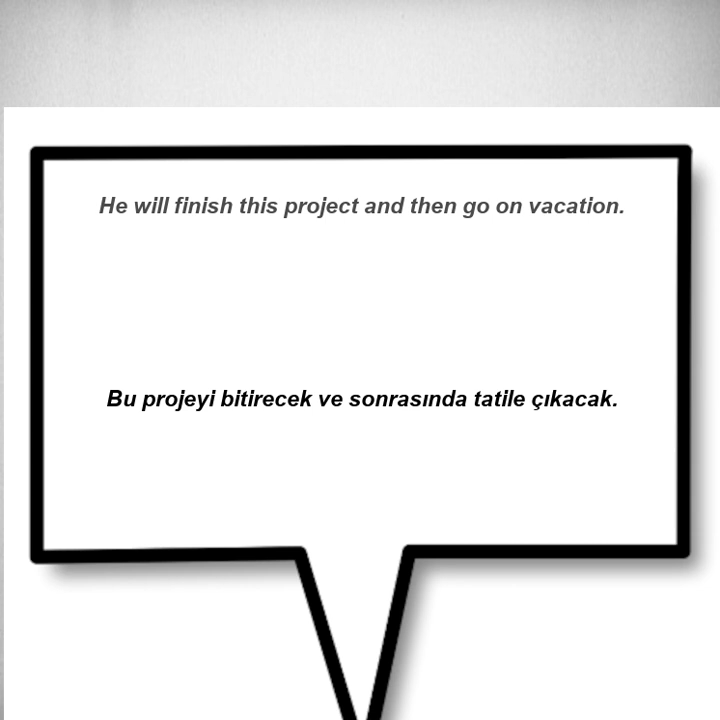 He will finish this project and then go on vacation.
Bu projeyi bitirecek ve sonrasında tatile çıkacak.